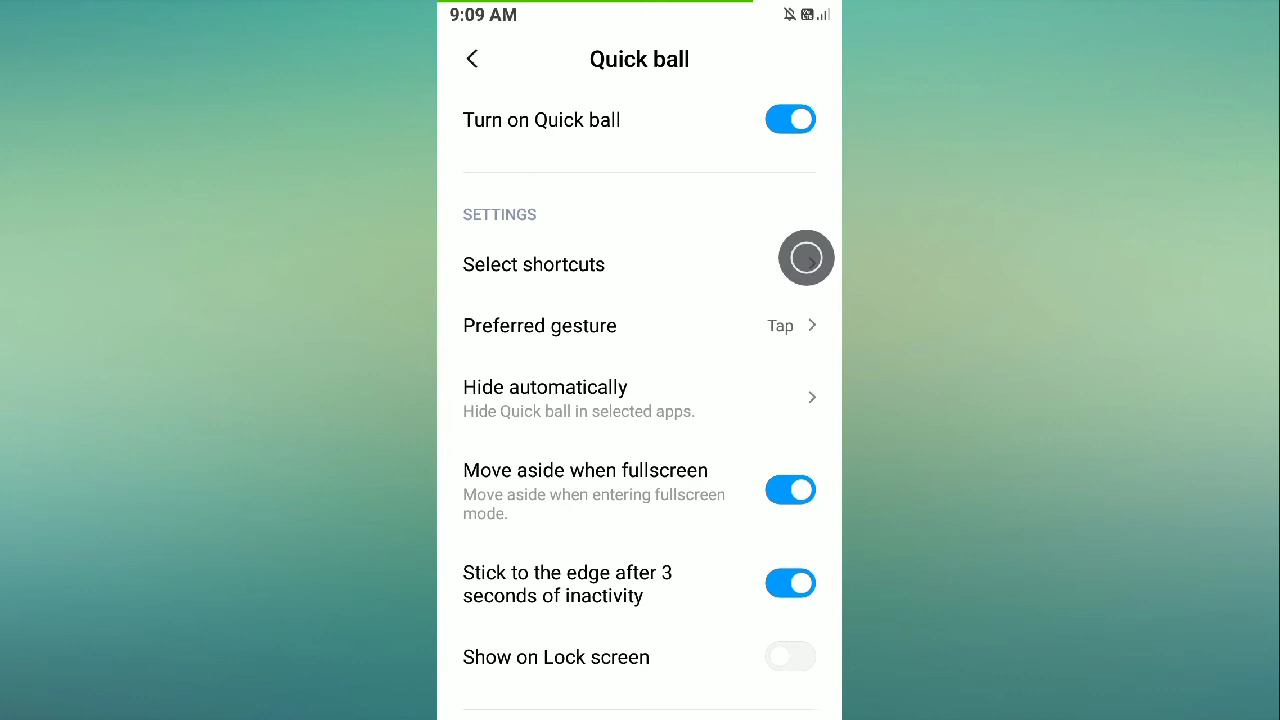 9:09 AM
Quick ball
Turn on Quick ball
SETTINGS
Select shortcuts
Preferred gesture Tap
Hide automatically
Hide Quick ball in selected apps.
Move aside when fullscreen
Move aside when entering fullscreen
mode.
Stick to the edge after 3
seconds of inactivity
Show on Lock screen